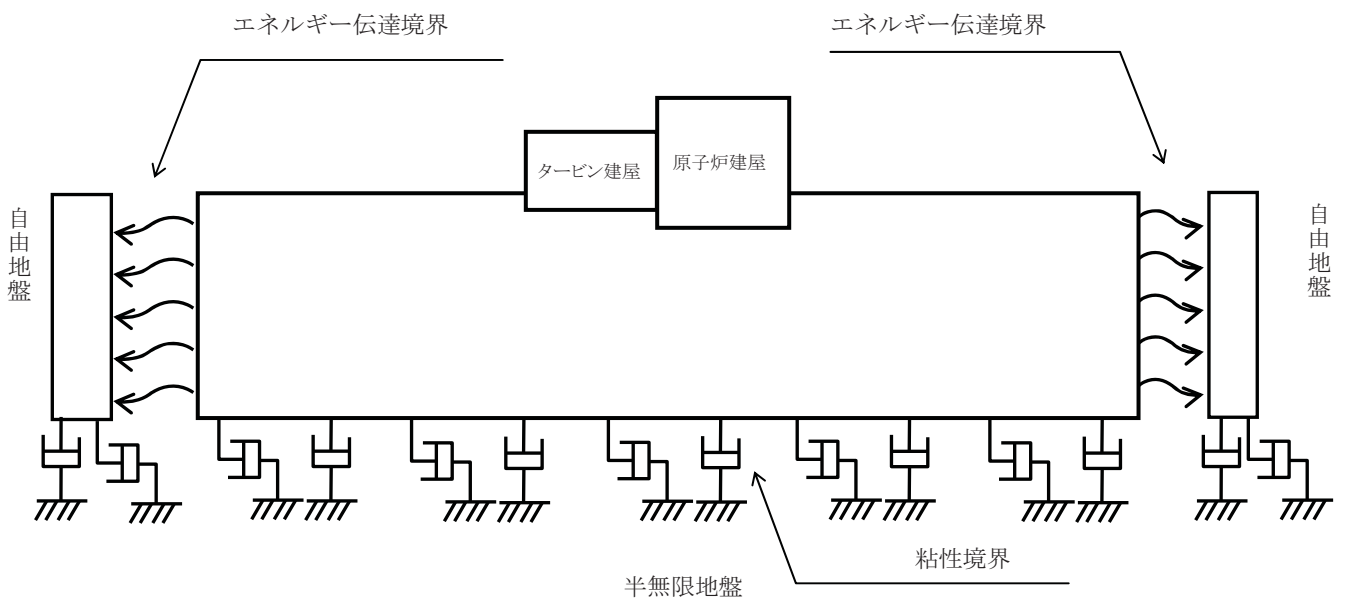 エネルギー伝達境界
エネルギー伝達境界
タービン建屋
原子炉建屋
自由地盤
自由地盤
粘性境界
半無限地盤